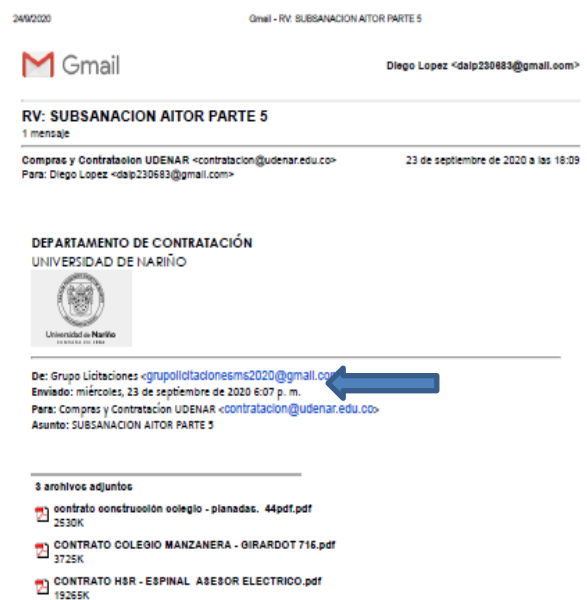 24/9/2020 Gmail - RV: SUBSANACION AITOR PARTE 5
Gmail Diego Lopez <dalp230683@gmail.com>
RV: SUBSANACION AITOR PARTE 5
1 mensaje
Compras y Contratacion UDENAR <contratacion@udenar.edu.co> 23 de septiembre de 2020 a las 18:09
Para: Diego Lopez <dalp230683@gmail.com>
DEPARTAMENTO DE CONTRATACIÓN
UNIVERSIDAD DE NARIÑO
Universidad de Nariño
De: Grupo Licitaciones <grupolicitacionesms2020@gmail.co
Enviado: miércoles, 23 de septiembre de 2020 6:07 p. m.
Para: Compras y Contratacíon UDENAR <contratacion@udenar.edu.co>
Asunto: SUBSANACION AITOR PARTE 5
3 archivos adjuntos
contrato construcción colegio - planadas. 44pdf.pdf
2530K
CONTRATO COLEGIO MANZANERA - GIRARDOT 716.pdf
3725K
CONTRATO HSR - ESPINAL ASESOR ELECTRICO.pdf
19265K